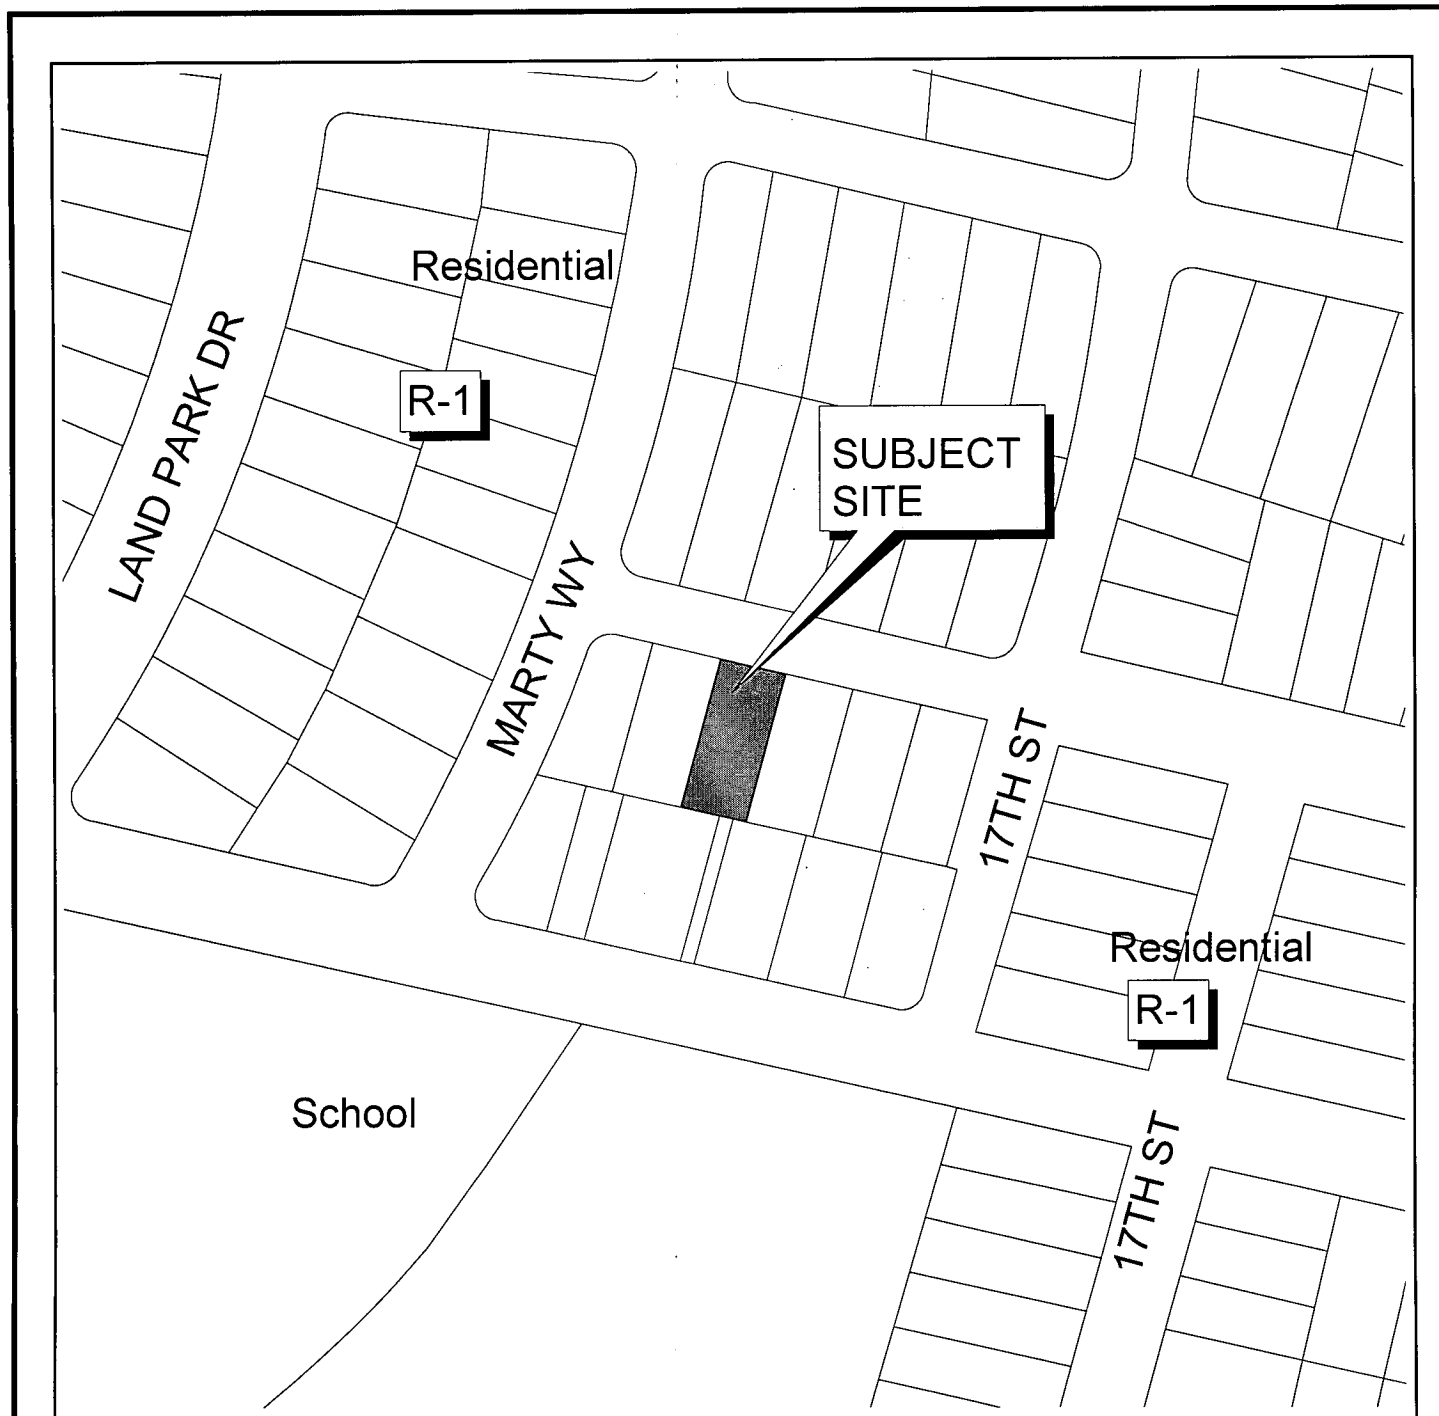 Residential
LAND PARK DR
R-1
SUBJECT
SITE
MARTY WY
17TH ST
Residential
R-1
School
17TH ST